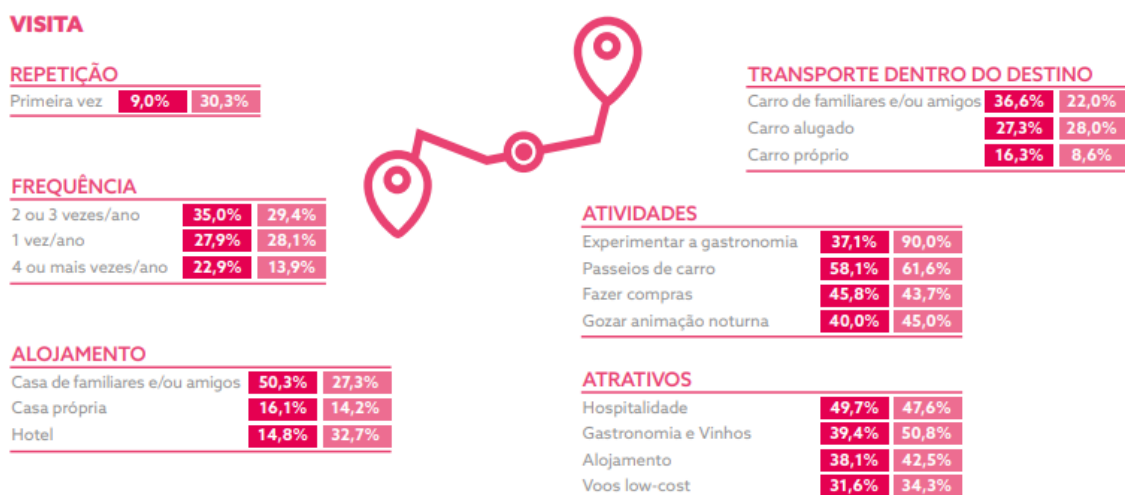 VISITA
REPETIÇÃO
Primeira vez 9,0% 30,3%
FREQUÊNCIA
2 ou 3 vezes/ano 35,0% 29,4%
1 vez/ano 27,9% 28,1%
4 ou mais vezes/ano 22,9% 13,9%
ALOJAMENTO
Casa de familiares e/ou amigos 50,3% 27,3%
Casa própria 16,1% 14,2%
Hotel 14,8% 32,7%
TRANSPORTE DENTRO DO DESTINO
Carro de familiares e/ou amigos 36,6% 22,0%
Carro alugado 27,3% 28,0%
Carro próprio 16,3% 8,6%
ATIVIDADES
Experimentar a gastronomia 37,1% 90,0%
Passeios de carro 58,1% 61,6%
Fazer compras 45,8% 43,7%
Gozar animação noturna 40,0% 45,0%
ATRATIVOS
Hospitalidade 49,7% 47,6%
Gastronomia e Vinhos 39,4% 50,8%
Alojamento 38,1% 42,5%
Voos low-cost 31,6% 34,3%